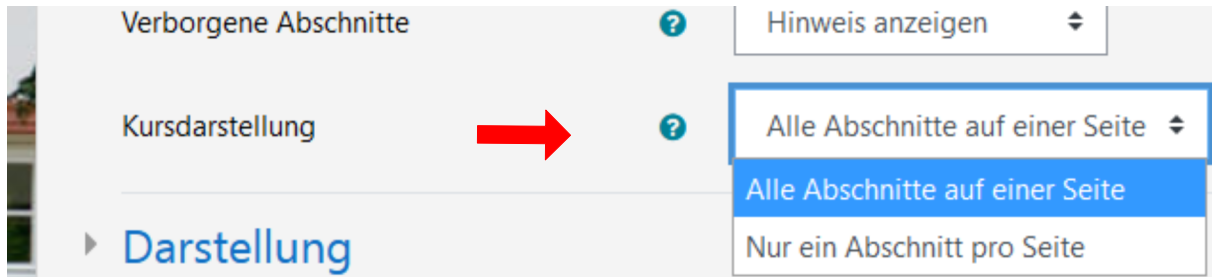 Verborgene Abschnitte ? Hinweis anzeigen
Kursdarstellung ? Alle Abschnitte auf einer Seite
Alle Abschnitte auf einer Seite
Nur ein Abschnitt pro Seite
Darstellung